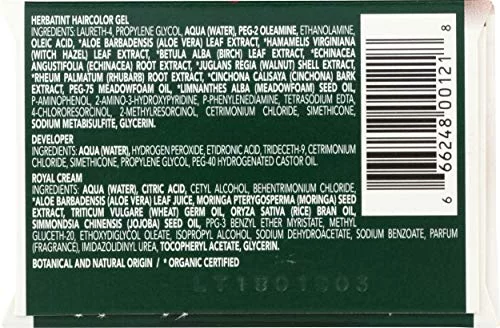 HERBATINT HAIRCOLOR GEL
INGREDIENTS: LAURETH-4, PROPYLENE GLYCOL, AQUA (WATER), PEG-2 OLEAMINE, ETHANOLAMINE,
OLEIC ACID, *ALOE BARBADENSIS (ALOE VERA) LEAF EXTRACT, *HAMAMELIS VIRGINIANA
(WITCH HAZEL) LEAF EXTRACT, *BETULA ALBA (BIRCH) LEAF EXTRACT, *ECHINACEA
ANGUSTIFOLIA (ECHINACEA) ROOT EXTRACT, *JUGLANS REGIA (WALNUT) SHELL EXTRACT,
*RHEUM PALMATUM (RHUBARB) ROOT EXTRACT, *CINCHONA CALISAYA (CINCHONA) BARK
EXTRACT, PEG-75 MEADOWFOAM OIL, *LIMNANTHES ALBA (MEADOWFOAM) SEED OIL,
P-AMINOPHENOL, 2-AMINO-3-HYDROXYPYRIDINE, P-PHENYLENEDIAMINE, TETRASODIUM EDTA,
4-CHLORORESORCINOL, 2-METHYLRESORCINOL, CETRIMONIUM CHLORIDE, SIMETHICONE,
SODIUM METABISULFITE, GLYCERIN.
DEVELOPER
INGREDIENTS: AQUA (WATER), HYDROGEN PEROXIDE, ETIDRONIC ACID, TRIDECETH-9, CETRIMONIUM
CHLORIDE, SIMETHICONE, PROPYLENE GLYCOL, PEG-40 HYDROGENATED CASTOR OIL.
ROYAL CREAM
INGREDIENTS: AQUA (WATER), CITRIC ACID, CETYL ALCOHOL, BEHENTRIMONIUM CHLORIDE,
*ALOE BARBADENSIS (ALOE VERA) LEAF JUICE, MORINGA PTERYGOSPERMA (MORINGA) SEED
EXTRACT, TRITICUM VULGARE (WHEAT) GERM OIL, ORYZA SATIVA (RICE) BRAN OIL,
SIMMONDSIA CHINENSIS (JOJOBA) SEED OIL, PPG-3 BENZYL ETHER MYRISTATE, METHYL
GLUCETH-20, ETHOXYDIGLYCOL OLEATE, ISOPROPYL ALCOHOL, SODIUM DEHYDROACETATE, SODIUM BENZOATE, PARFUM
(FRAGRANCE), IMIDAZOLIDINYL UREA, TOCOPHERYL ACETATE, GLYCERIN.
BOTANICAL AND NATURAL ORIGIN / *ORGANIC CERTIFIED
6 66248 00121 8